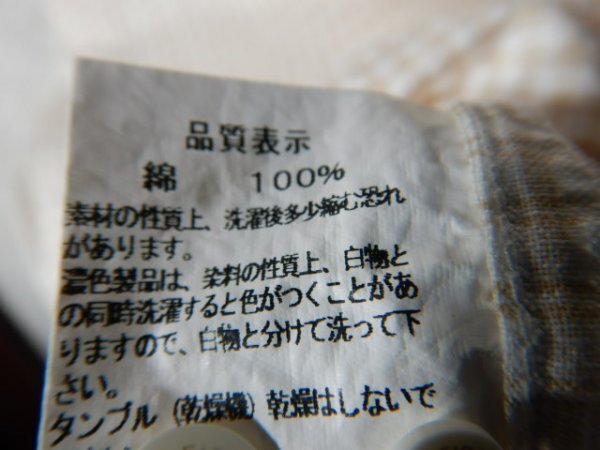 品質表示
綿 100%
素材の性質上、洗濯後多少縮む恐れ
があります。
濃色製品は、染料の性質上、白物と
の同時洗濯すると色がつくことがあ
りますので、白物と分けて洗って下
さい。
タンブル（乾燥機）乾燥はしないで